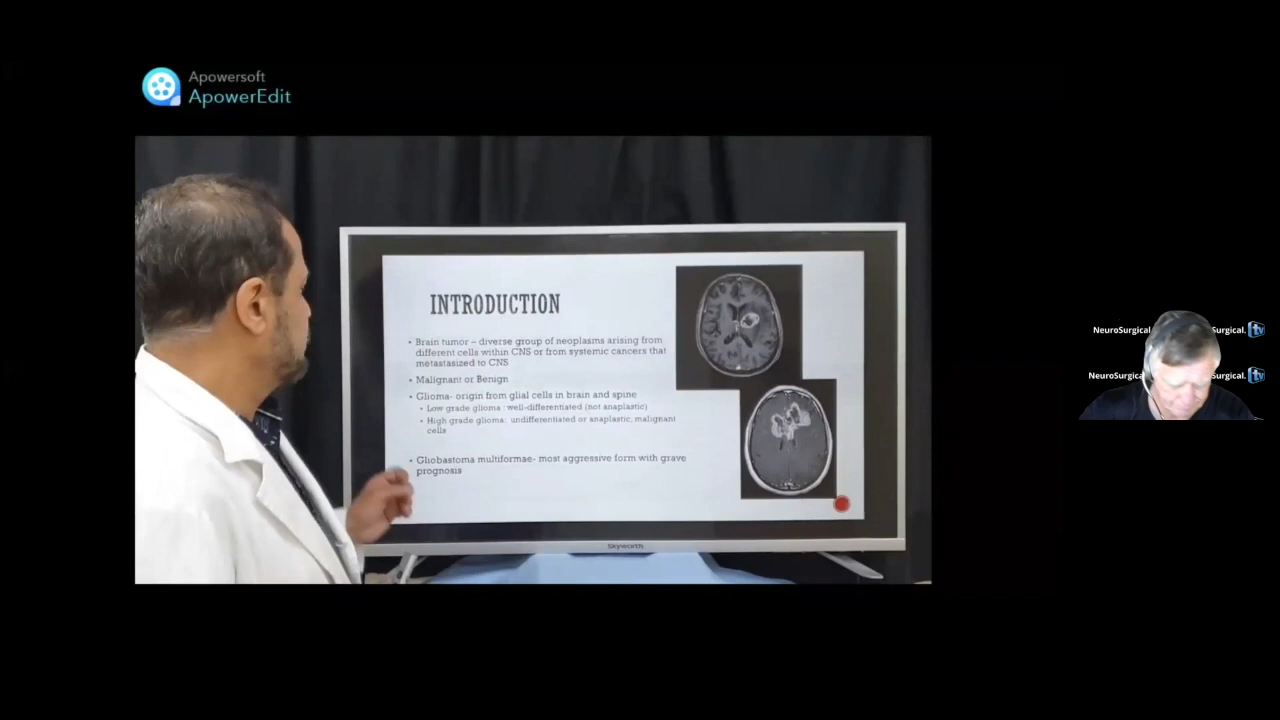 Apowersoft
ApowerEdit
INTRODUCTION
• Brain tumor – diverse group of neoplasms arising from
different cells within CNS or from systemic cancers that
metastasized to CNS
• Malignant or Benign
• Glioma- origin from glial cells in brain and spine
• Low grade glioma : well-differentiated (not anaplastic)
• High grade glioma: undifferentiated or anaplastic, malignant
cells
• Gliobastoma multiformae- most aggressive form with grave
prognosis
Skyworth
NeuroSurgical Surgical. tv
NeuroSurgical Surgical. tv